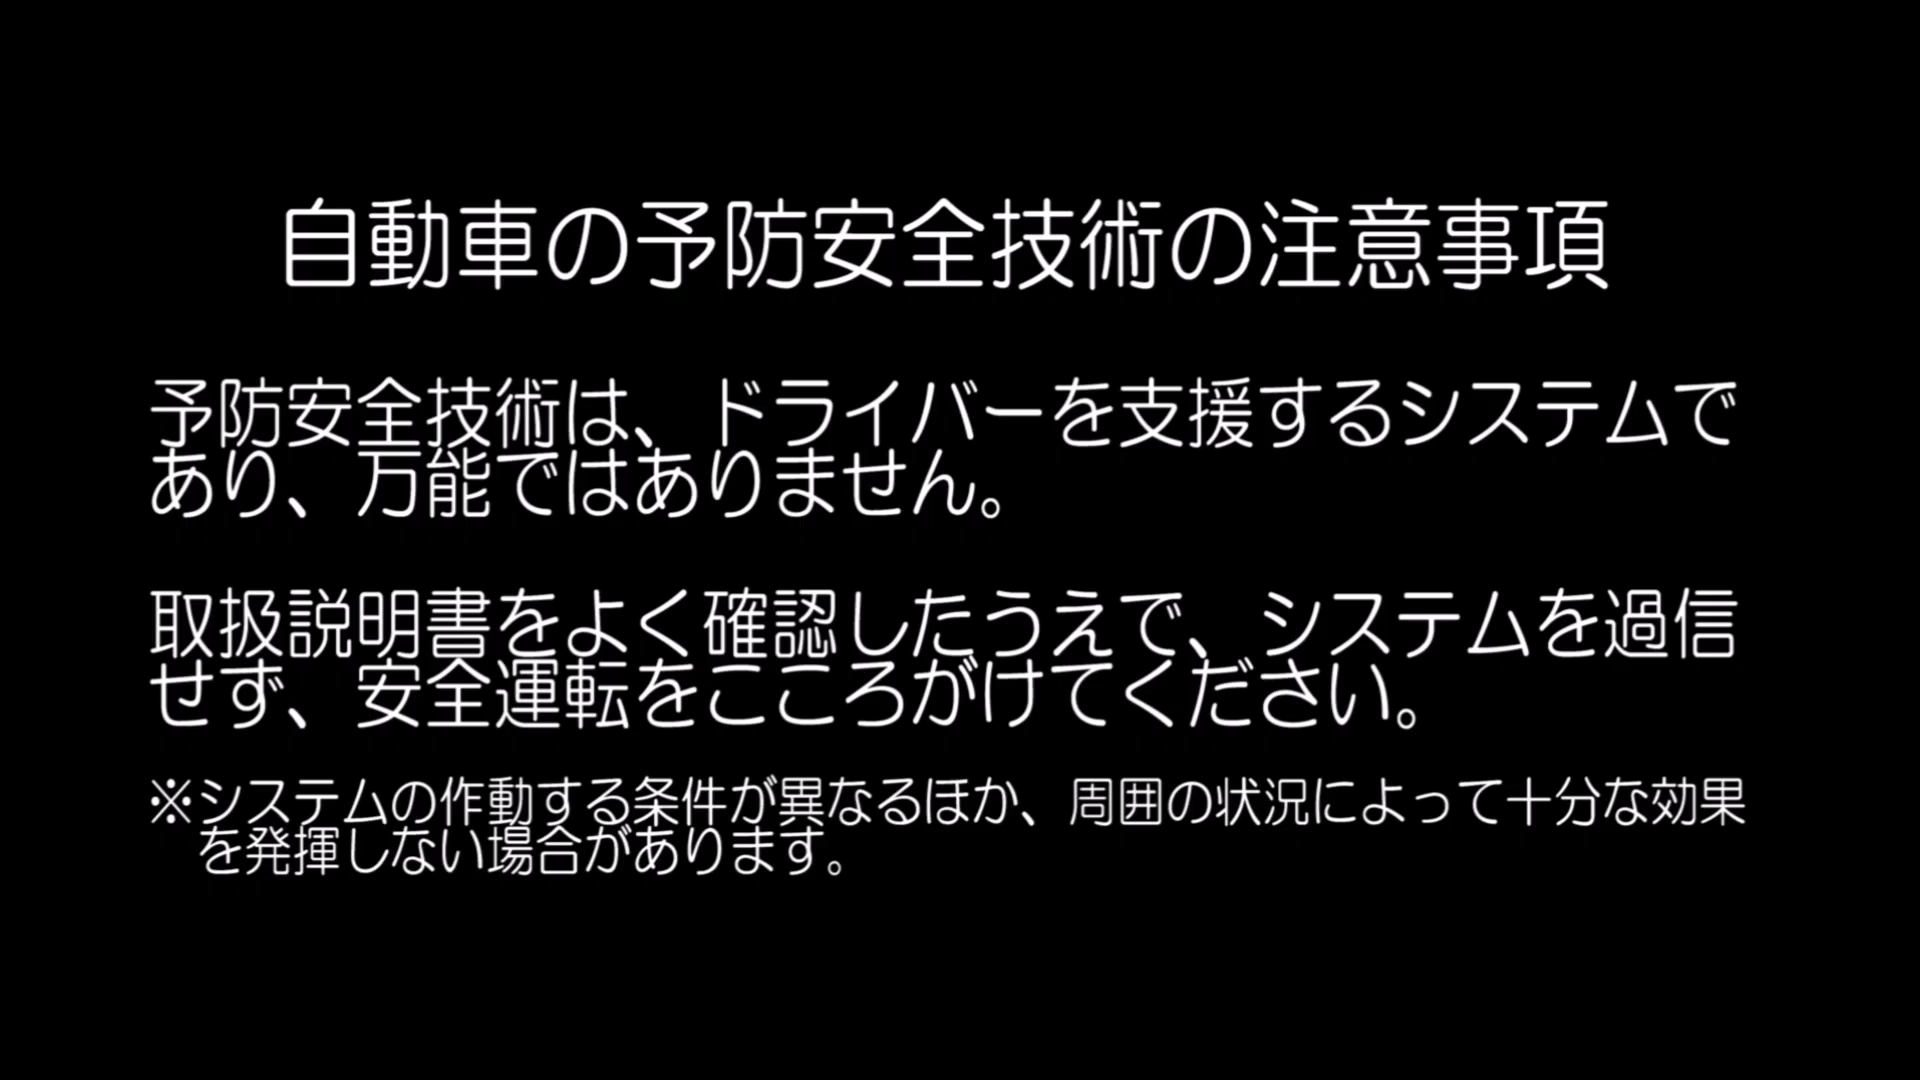 自動車の予防安全技術の注意事項
予防安全技術は、ドライバーを支援するシステムで
あり、万能ではありません。
取扱説明書をよく確認したうえで、システムを過信
せず、安全運転をこころがけてください。
※システムの作動する条件が異なるほか、周囲の状況によって十分な効果
を発揮しない場合があります。